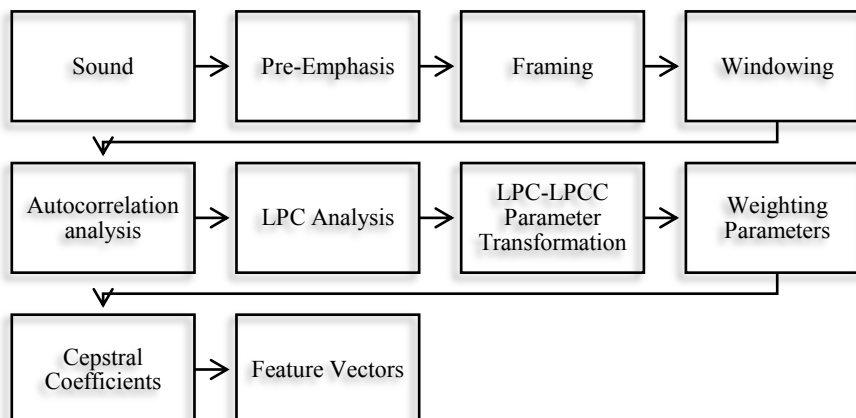 Sound
Pre-Emphasis
Framing
Windowing
Autocorrelation
analysis
LPC Analysis
LPC-LPCC
Parameter
Transformation
Weighting
Parameters
Cepstral
Coefficients
Feature Vectors